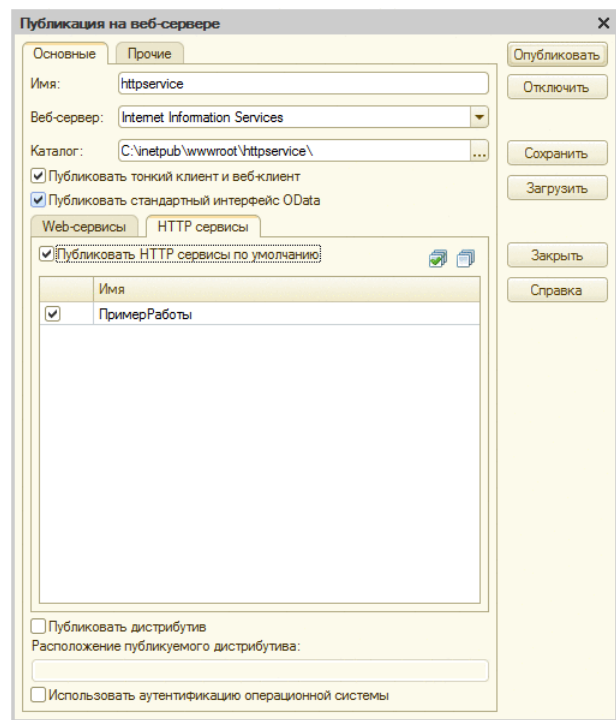 Публикация на веб-сервере
Основные Прочие Опубликовать
Имя: httpservice Отключить
Веб-сервер: Internet Information Services
Каталог: C:\inetpub\wwwroot\httpservice\ ... Сохранить
Публиковать тонкий клиент и веб-клиент
Публиковать стандартный интерфейс OData Загрузить
Web-сервисы HTTP сервисы
Публиковать HTTP сервисы по умолчанию Закрыть
Имя Справка
ПримерРаботы
Публиковать дистрибутив
Расположение публикуемого дистрибутива:
Использовать аутентификацию операционной системы